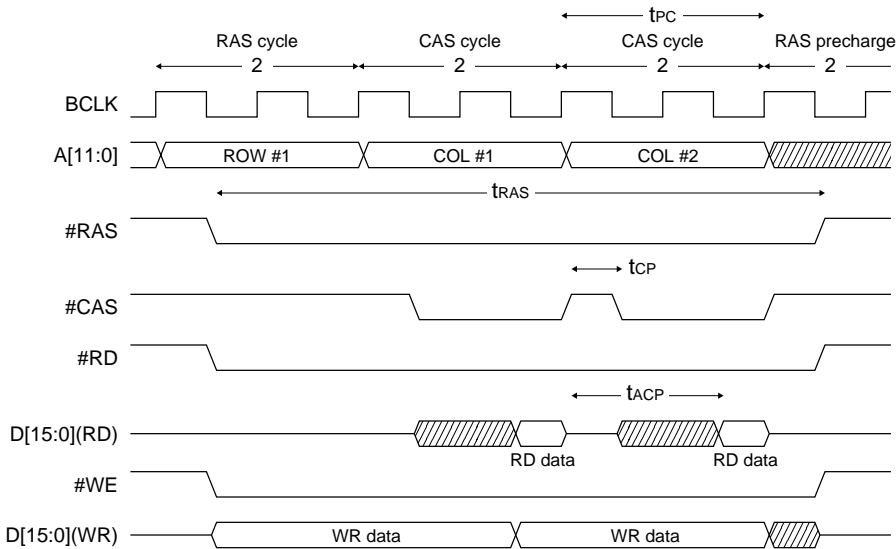 tPC
RAS cycle CAS cycle CAS cycle RAS precharge
2 2 2 2
BCLK
A[11:0] ROW #1 COL #1 COL #2
tRAS
#RAS
tCP
#CAS
#RD
tACP
D[15:0](RD)
RD data RD data
#WE
D[15:0](WR) WR data WR data